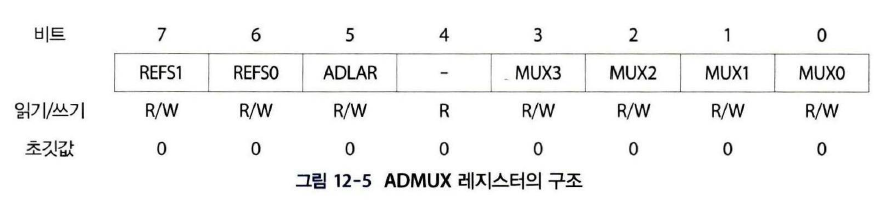 비트 7 6 5 4 3 2 1 0
REFS1 REFS0 ADLAR - MUX3 MUX2 MUX1 MUX0
읽기/쓰기 R/W R/W R/W R R/W R/W R/W R/W
초깃값 0 0 0 0 0 0 0 0
그림 12-5 ADMUX 레지스터의 구조